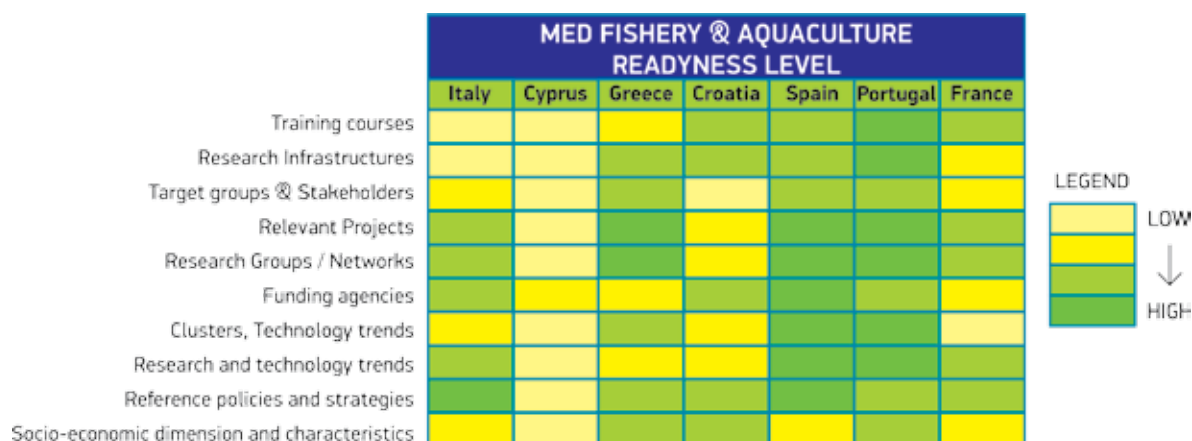 MED FISHERY & AQUACULTURE
READYNESS LEVEL
Italy Cyprus Greece Croatia Spain Portugal France
Training courses
Research Infrastructures
Target groups & Stakeholders
Relevant Projects
Research Groups / Networks
Funding agencies
Clusters, Technology trends
Research and technology trends
Reference policies and strategies
Socio-economic dimension and characteristics
LEGEND
LOW
HIGH